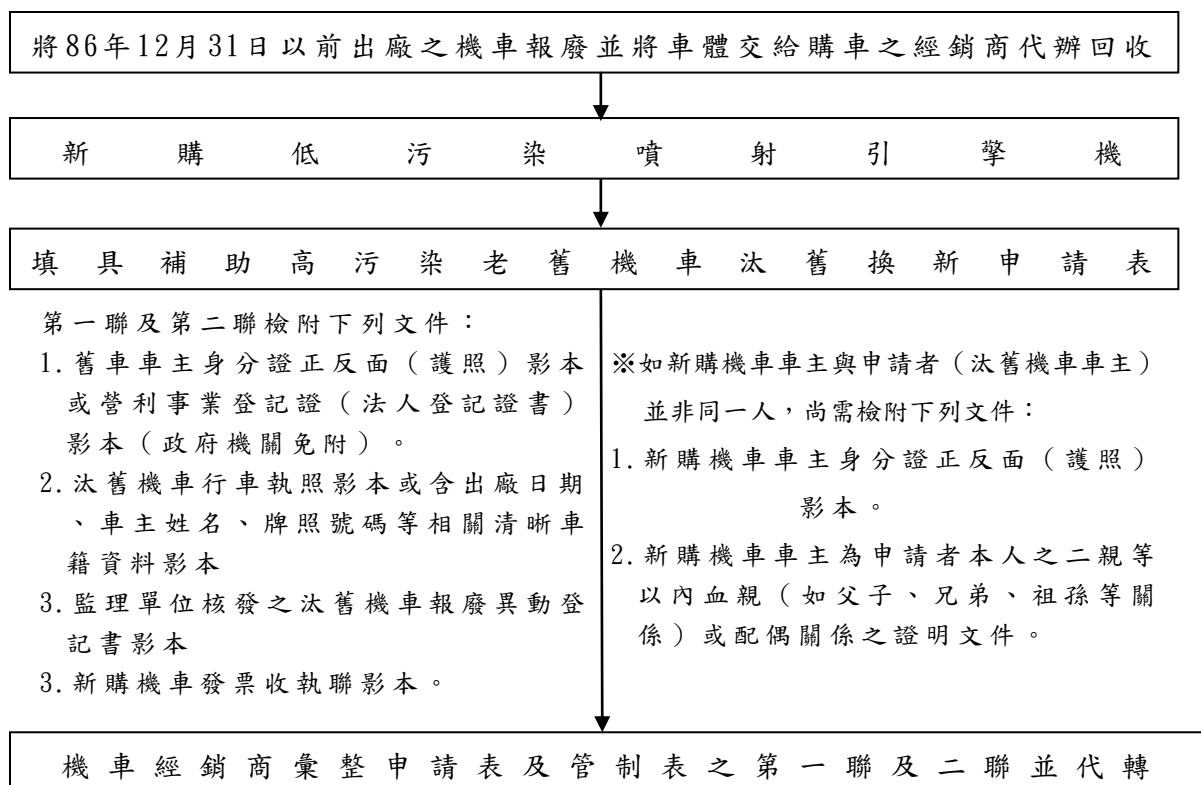 將86年12月31日以前出廠之機車報廢並將車體交給購車之經銷商代辦回收
新購低污染噴射引擎機
填具補助高污染老舊機車汰舊換新申請表
第一聯及第二聯檢附下列文件：
1.舊車車主身分證正反面（護照）影本
或營利事業登記證（法人登記證書）
影本（政府機關免附）。
2.汰舊機車行車執照影本或含出廠日期
、車主姓名、牌照號碼等相關清晰車
籍資料影本
3.監理單位核發之汰舊機車報廢異動登
記書影本
3.新購機車發票收執聯影本。
※如新購機車車主與申請者（汰舊機車車主）
並非同一人，尚需檢附下列文件：
1.新購機車車主身分證正反面（護照）
影本。
2.新購機車車主為申請者本人之二親等
以內血親（如父子、兄弟、祖孫等關
係）或配偶關係之證明文件。
機車經銷商彙整申請表及管制表之第一聯及二聯並代轉